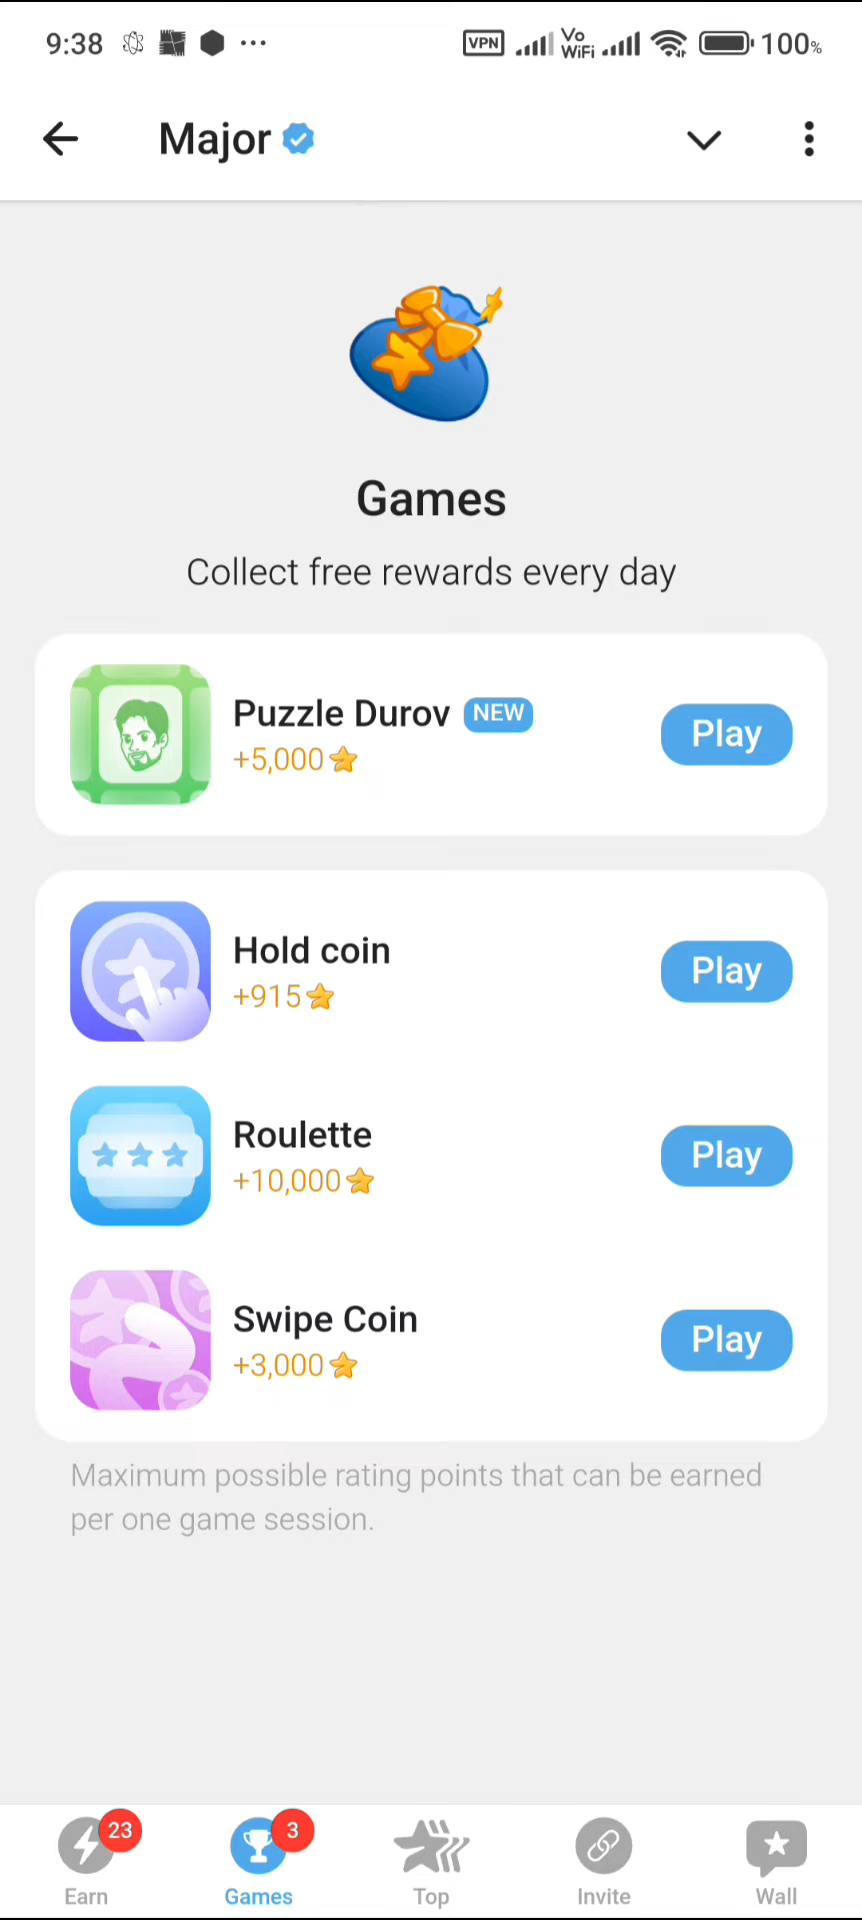 9:38 VPN Vo WiFi 100%
Major
Games
Collect free rewards every day
Puzzle Durov NEW
+5,000
Play
Hold coin
+915
Play
Roulette
+10,000
Play
Swipe Coin
+3,000
Play
Maximum possible rating points that can be earned
per one game session.
23 3
Earn Games Top Invite Wall